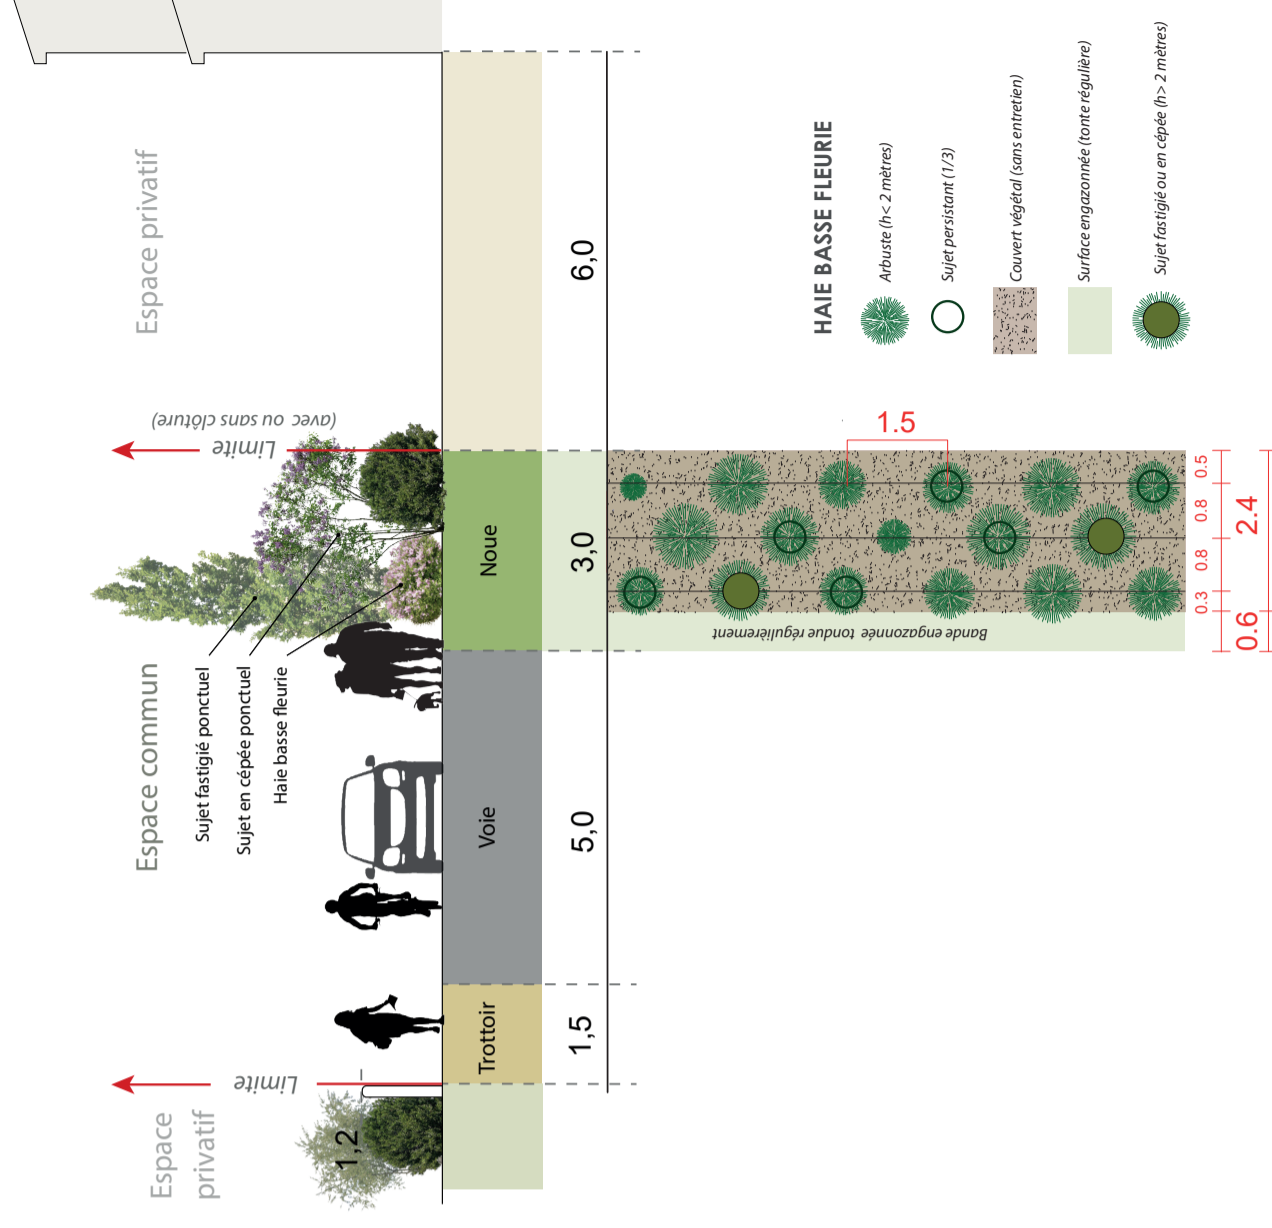 Espace
privatif
Espace commun
Espace privatif
Limite
Limite
(avec ou sans clôture)
Sujet fastigié ponctuel
Sujet en cépée ponctuel
Haie basse fleurie
1,2
Trottoir
Voie
Noue
1,5
5,0
3,0
6,0
Bande engazonnée tondue régulièrement
1.5
0.5
0.8
0.8
0.3
2.4
0.6
HAIE BASSE FLEURIE
Arbuste (h< 2 mètres)
Sujet persistant (1/3)
Couvert végétal (sans entretien)
Surface engazonnée (tonte régulière)
Sujet fastigié ou en cépée (h> 2 mètres)